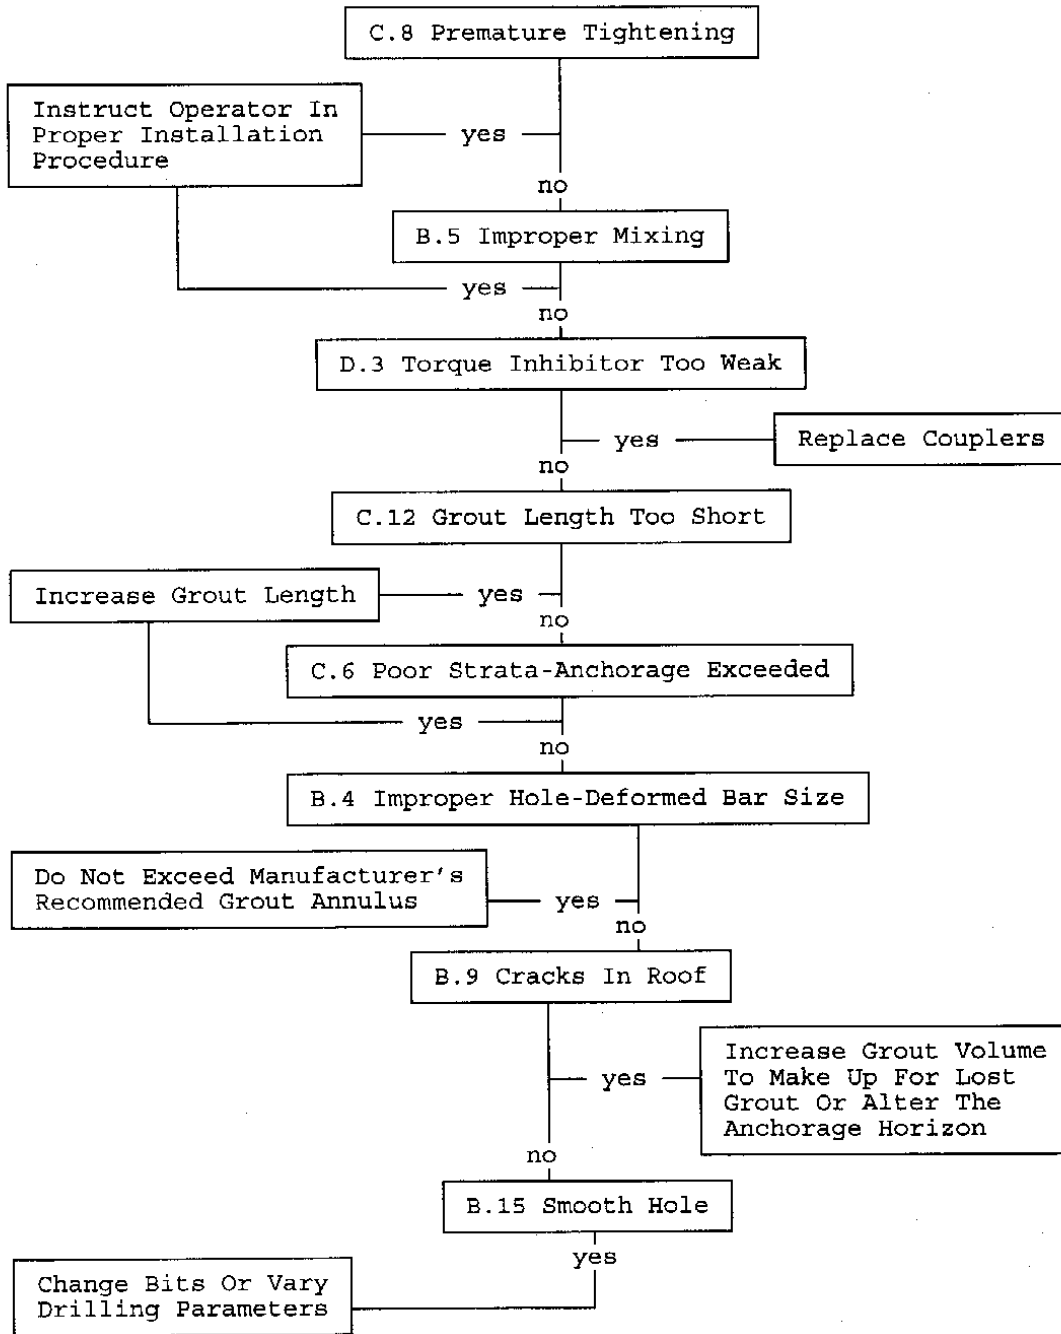 C.8 Premature Tightening
Instruct Operator In
Proper Installation
Procedure
yes
no
B.5 Improper Mixing
yes
no
D.3 Torque Inhibitor Too Weak
yes
Replace Couplers
no
C.12 Grout Length Too Short
Increase Grout Length
yes
no
C.6 Poor Strata-Anchorage Exceeded
yes
no
B.4 Improper Hole-Deformed Bar Size
Do Not Exceed Manufacturer's
Recommended Grout Annulus
yes
no
B.9 Cracks In Roof
yes
Increase Grout Volume
To Make Up For Lost
Grout Or Alter The
Anchorage Horizon
no
B.15 Smooth Hole
yes
Change Bits Or Vary
Drilling Parameters